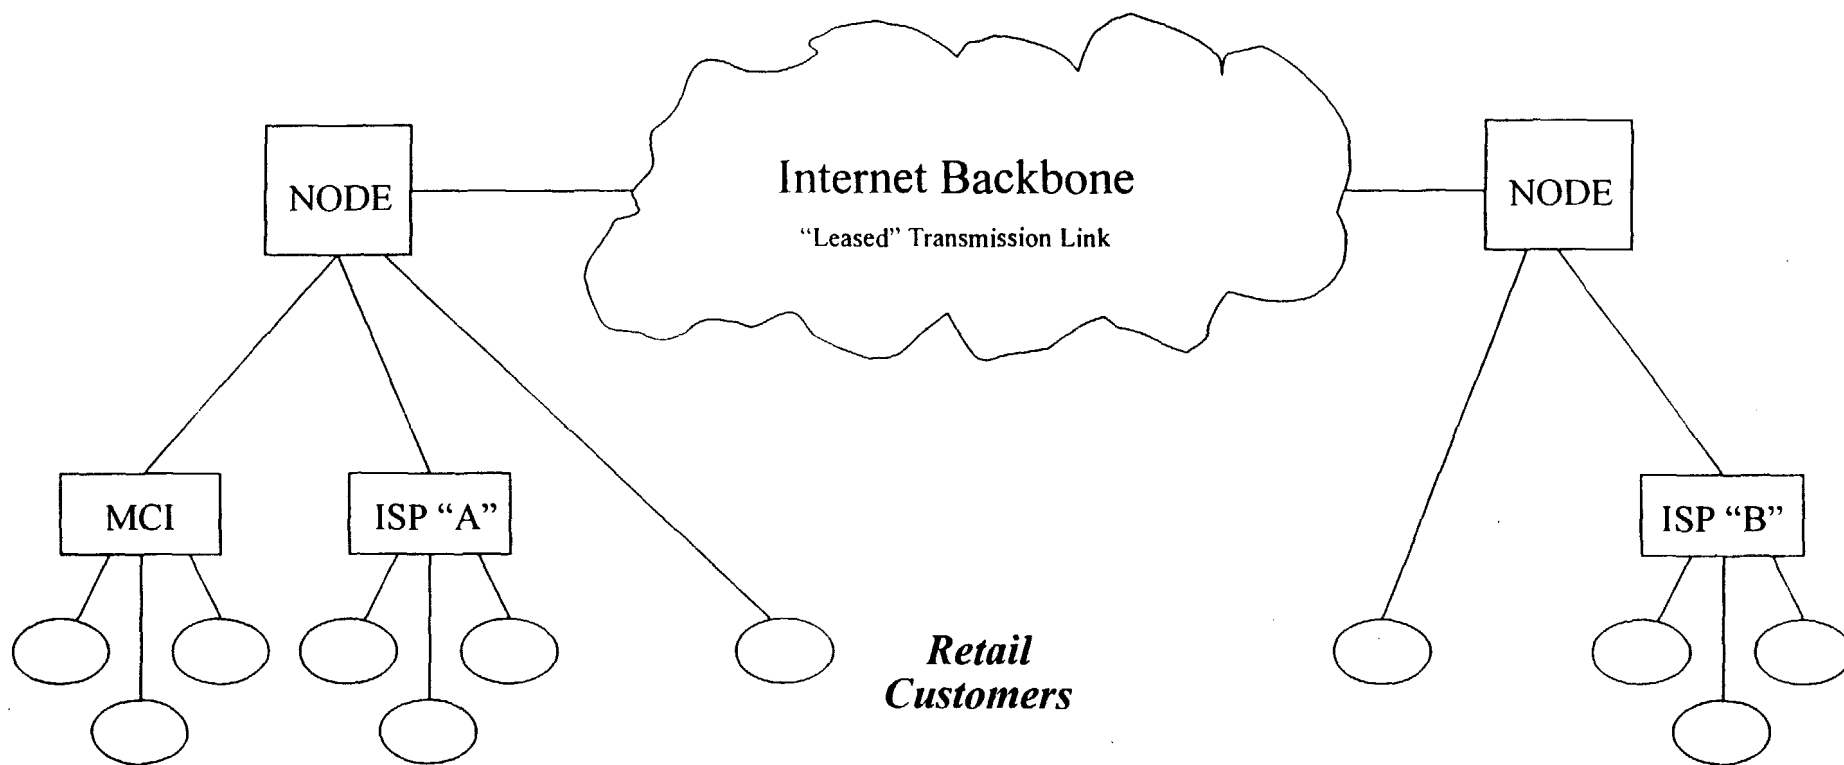 Internet Backbone
NODE
NODE
“Leased” Transmission Link
MCI
ISP “A”
ISP “B”
Retail
Customers